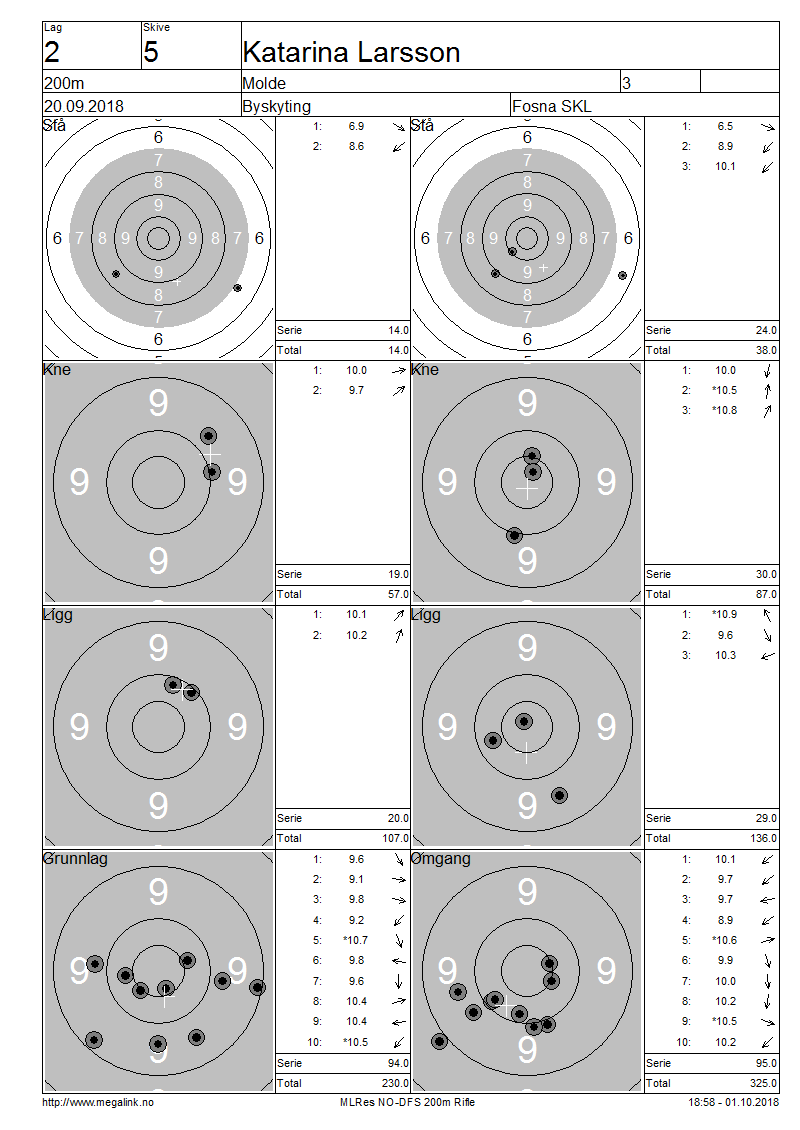 Lag Skive
2 5 Katarina Larsson
200m Molde 3
20.09.2018 Byskyting Fosna SKL
Stå
6
7
8
9
6 7 8 9 9 8 7 6
9
8
7
6
5
1: 6.9
2: 8.6
Serie 14.0
Total 14.0
Stå
6
7
8
9
6 7 8 9 9 8 7 6
9
8
7
6
5
1: 6.5
2: 8.9
3: 10.1
Serie 24.0
Total 38.0
Kne
9
9 9
9
1: 10.0
2: 9.7
Serie 19.0
Total 57.0
Kne
9
9 9
9
1: 10.0
2: *10.5
3: *10.8
Serie 30.0
Total 87.0
Ligg
9
9 9
9
1: 10.1
2: 10.2
Serie 20.0
Total 107.0
Ligg
9
9 9
9
1: *10.9
2: 9.6
3: 10.3
Serie 29.0
Total 136.0
Grunnlag
9
9 9
9
1: 9.6
2: 9.1
3: 9.8
4: 9.2
5: *10.7
6: 9.8
7: 9.6
8: 10.4
9: 10.4
10: *10.5
Serie 94.0
Total 230.0
Omgang
9
9 9
9
1: 10.1
2: 9.7
3: 9.7
4: 8.9
5: *10.6
6: 9.9
7: 10.0
8: 10.2
9: *10.5
10: 10.2
Serie 95.0
Total 325.0
http://www.megalink.no MLRes NO-DFS 200m Rifle 18:58 - 01.10.2018